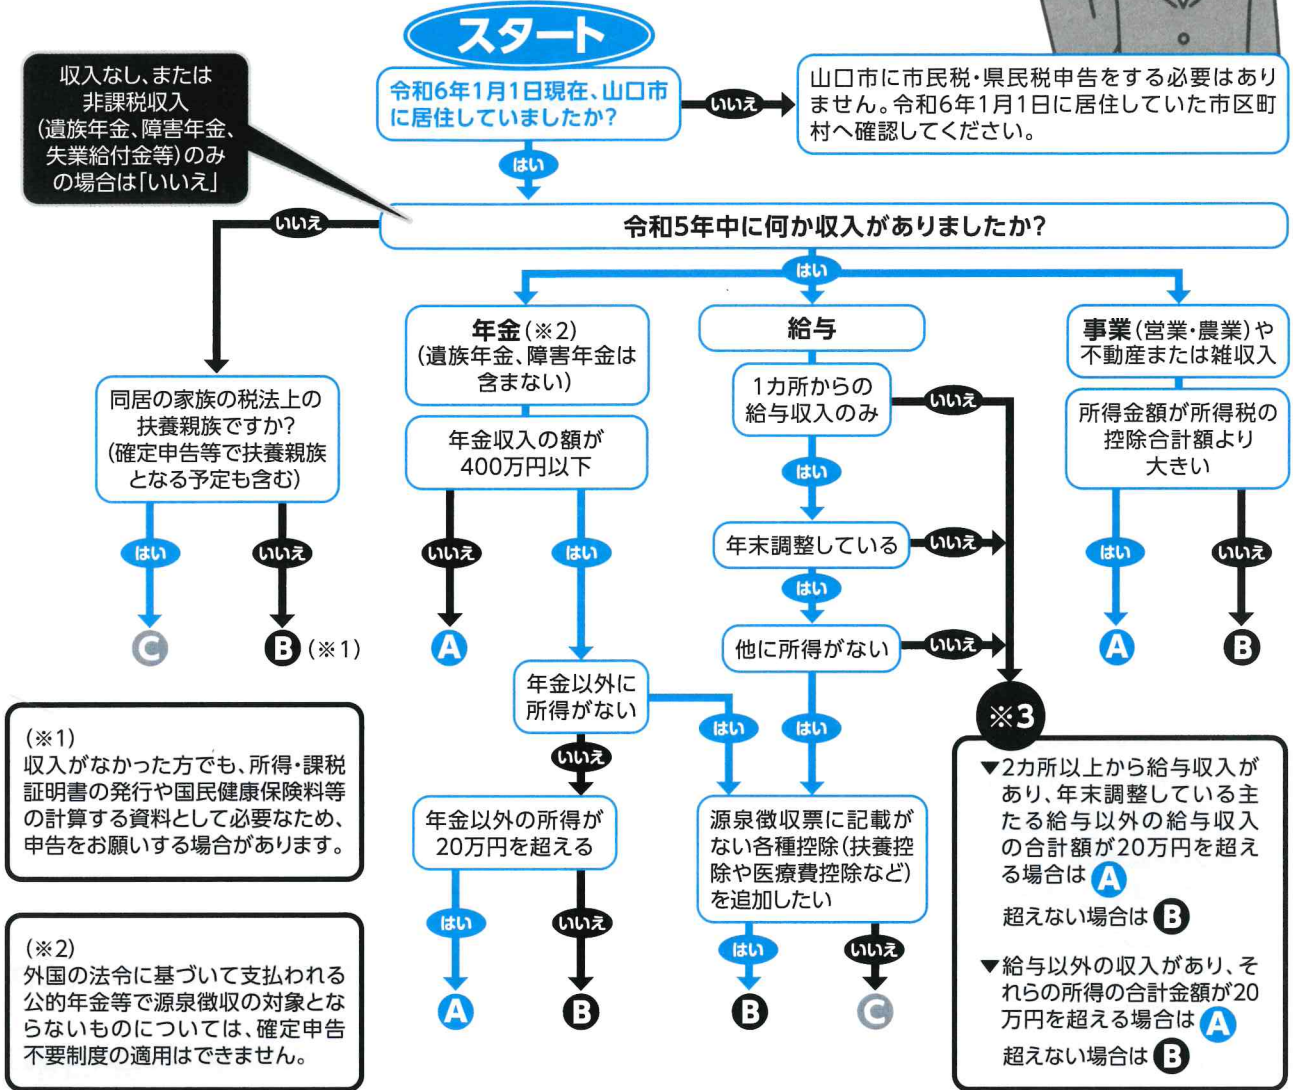 スタート
収入なし、または
非課税収入
(遺族年金、障害年金、
失業給付金等)のみ
の場合は「いいえ」
令和6年1月1日現在、山口市
に居住していましたか?
いいえ
山口市に市民税・県民税申告をする必要はあり
ません。令和6年1月1日に居住していた市区町
村へ確認してください。
はい
いいえ
令和5年中に何か収入がありましたか?
はい
同居の家族の税法上の
扶養親族ですか?
(確定申告等で扶養親族
となる予定も含む)
はい
いいえ
C
B(※1)
年金(※2)
(遺族年金、障害年金は
含まない)
年金収入の額が
400万円以下
いいえ
はい
A
年金以外に
所得がない
はい
いいえ
年金以外の所得が
20万円を超える
はい
いいえ
A
B
給与
1カ所からの
給与収入のみ
いいえ
はい
年末調整している
いいえ
はい
他に所得がない
いいえ
はい
源泉徴収票に記載が
ない各種控除(扶養控
除や医療費控除など)
を追加したい
はい
いいえ
B
C
事業(営業・農業)や
不動産または雑収入
所得金額が所得税の
控除合計額より
大きい
はい
いいえ
A
B
※3
▼2カ所以上から給与収入が
あり、年末調整している主
たる給与以外の給与収入
の合計額が20万円を超え
る場合はA
超えない場合はB
▼給与以外の収入があり、そ
れらの所得の合計金額が20
万円を超える場合はA
超えない場合はB
(※1)
収入がなかった方でも、所得・課税
証明書の発行や国民健康保険料等
の計算する資料として必要なため、
申告をお願いする場合があります。
(※2)
外国の法令に基づいて支払われる
公的年金等で源泉徴収の対象とな
らないものについては、確定申告
不要制度の適用はできません。